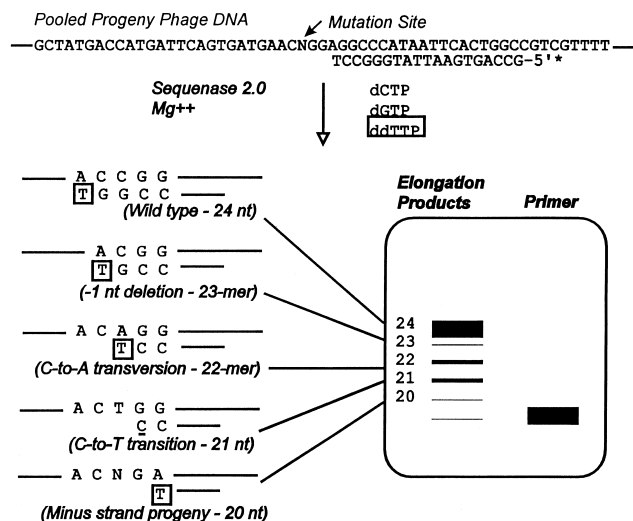 Pooled Progeny Phage DNA
Mutation Site
GCTATGACCATGATTCAGTGATGAACNGGAGGCCCATAATTCACTGGCCGTCGTTTT
TCCGGGTATTAAGTGACCG-5'*
Sequenase 2.0
Mg++
dCTP
dGTP
ddTTP
A C C G G
T G G C C
(Wild type - 24 nt)
A C G G
T G C C
(-1 nt deletion - 23-mer)
A C A G G
T C C
(C-to-A transversion - 22-mer)
A C T G G
C C
(C-to-T transition - 21 nt)
A C N G A
T
(Minus strand progeny - 20 nt)
Elongation Products
Primer
24
23
22
21
20